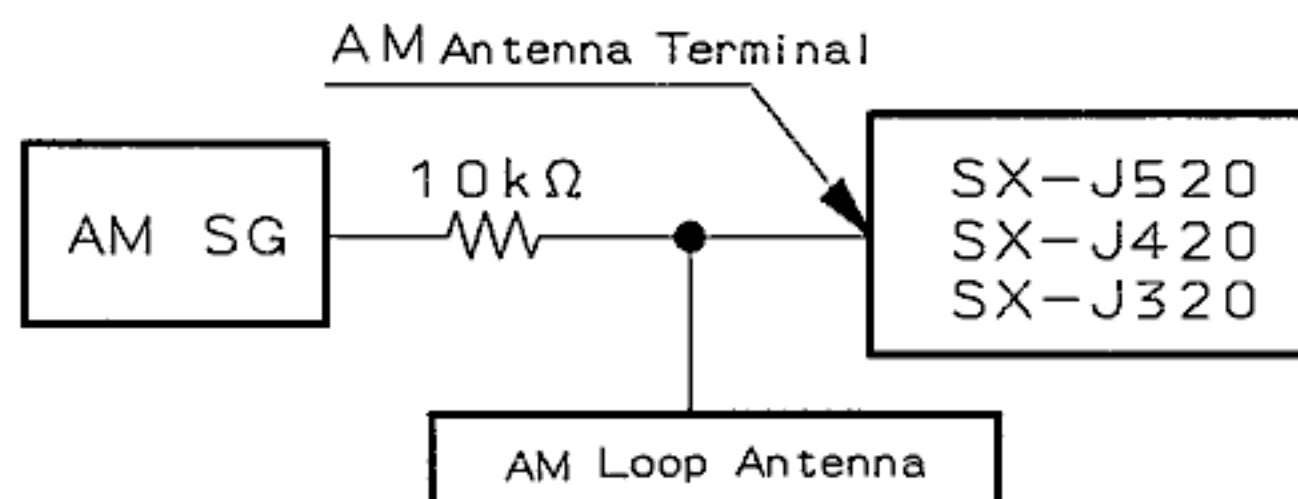 AM Antenna Terminal
10kΩ
AM SG
SX-J520
SX-J420
SX-J320
AM Loop Antenna